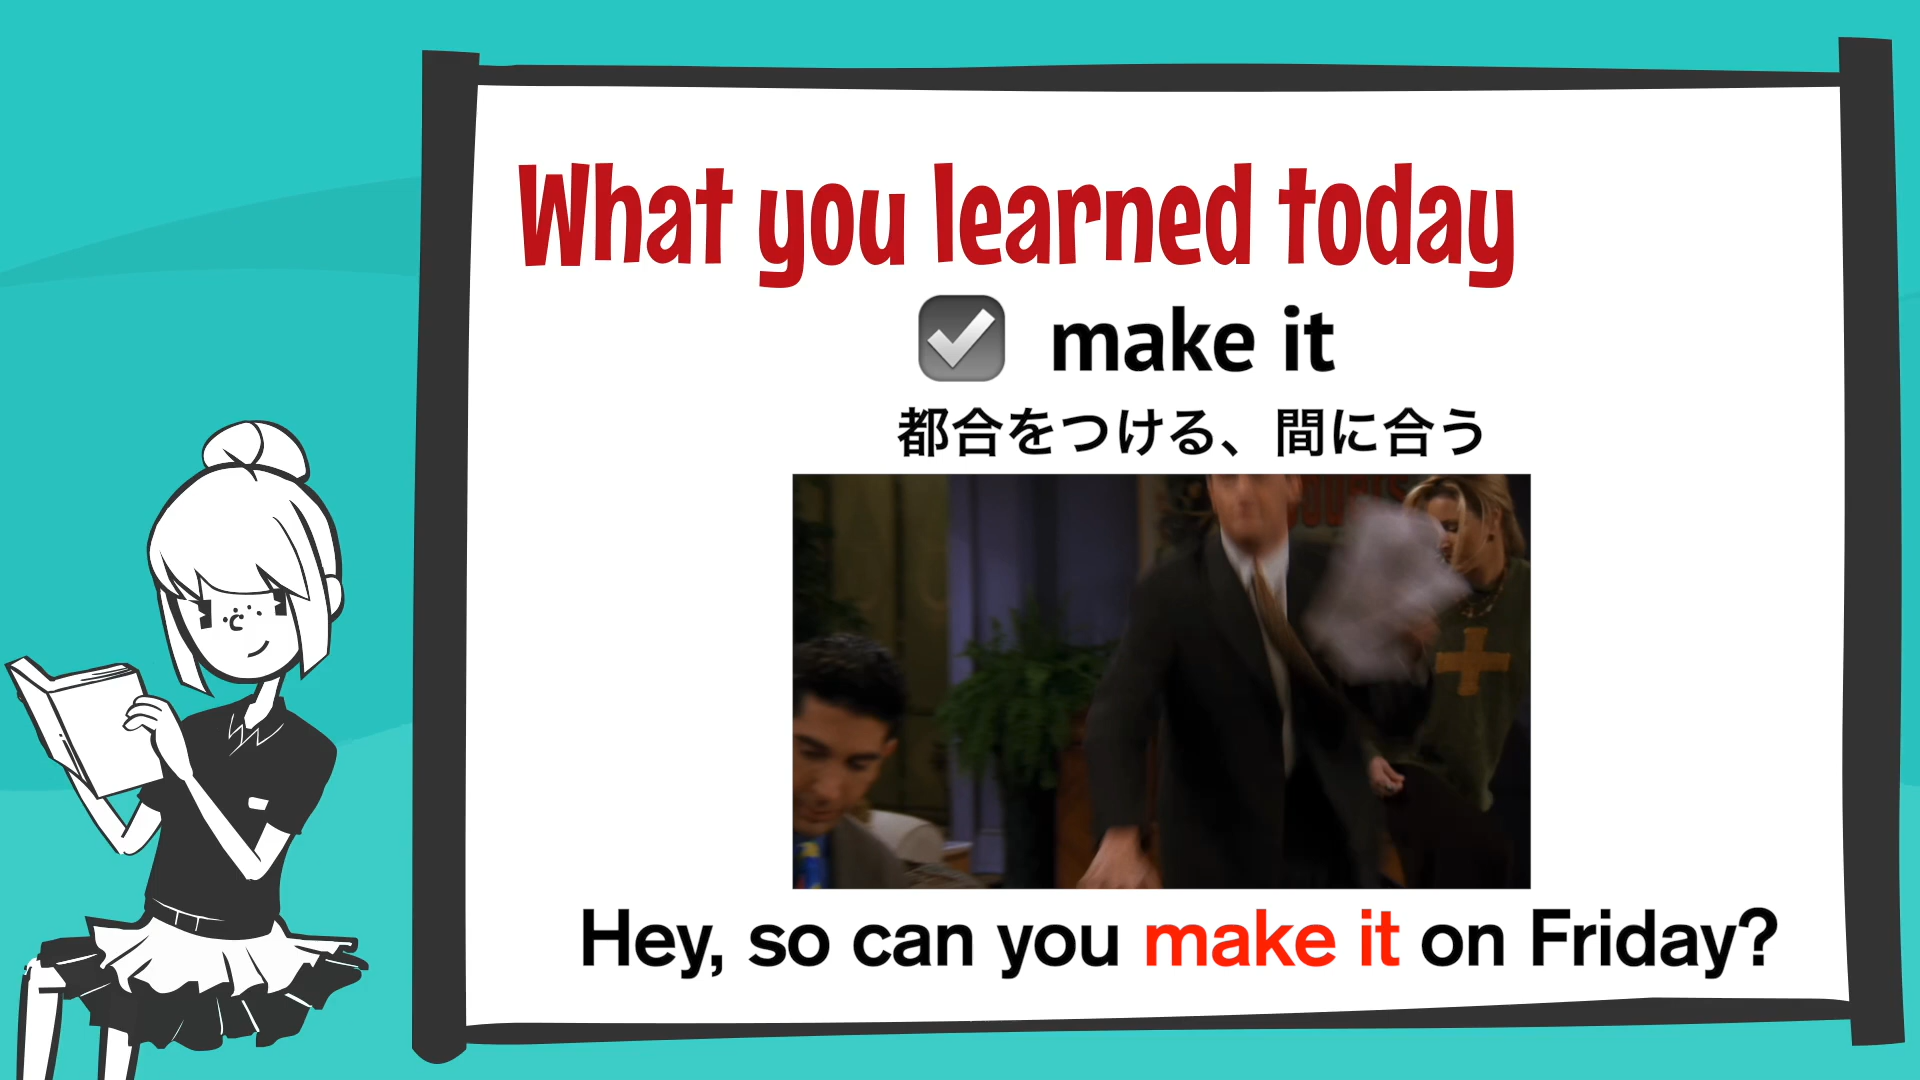 What you learned today
make it
都合をつける、間に合う
Hey, so can you make it on Friday?